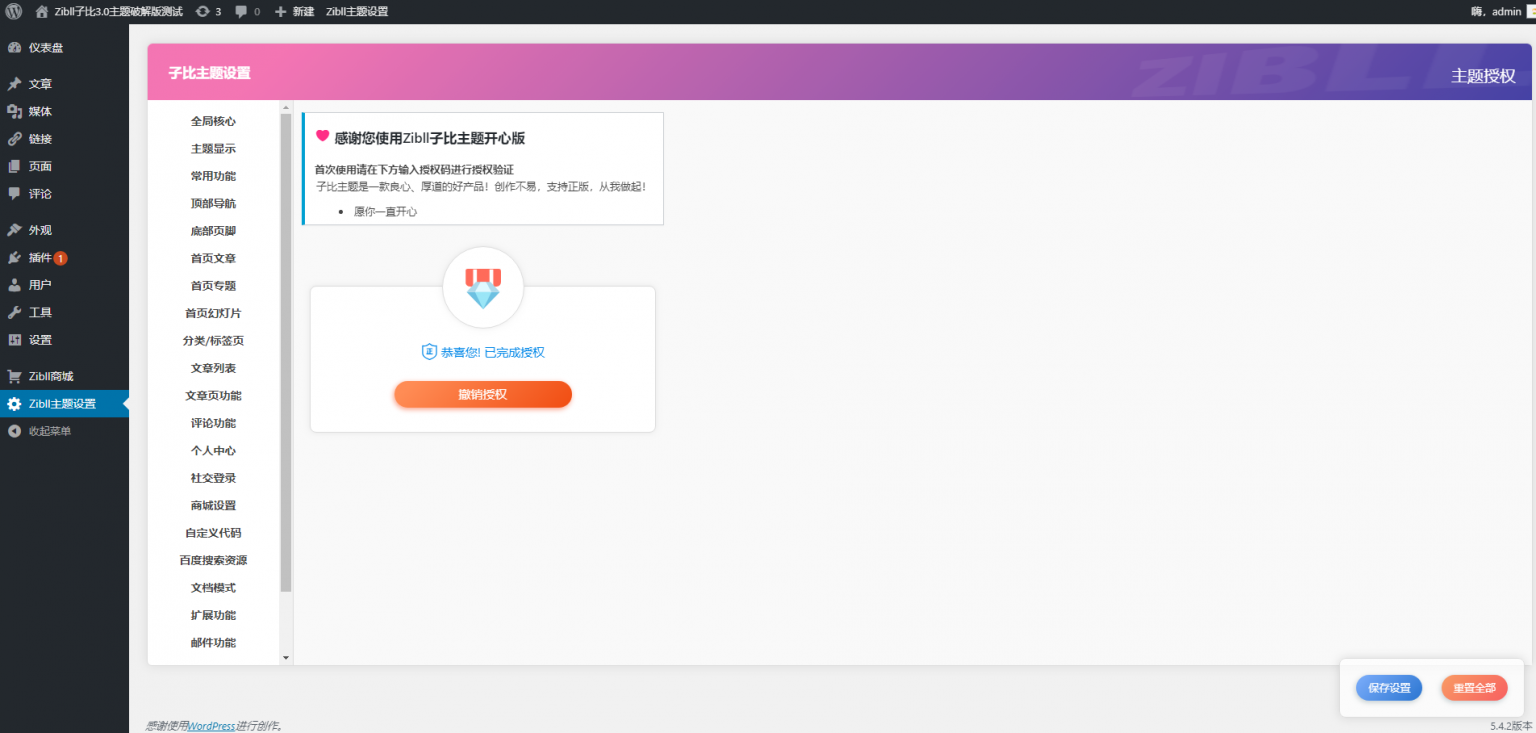 Zibll子比3.0主题破解版测试 3 0 新建 Zibll主题设置 嗨，admin
仪表盘
文章
媒体
链接
页面
评论
外观
插件 1
用户
工具
设置
Zibll商城
Zibll主题设置
收起菜单
子比主题设置
ZIBLL
主题授权
全局核心
主题显示
常用功能
顶部导航
底部页脚
首页文章
首页专题
首页幻灯片
分类/标签页
文章列表
文章页功能
评论功能
个人中心
社交登录
商城设置
自定义代码
百度搜索资源
文档模式
扩展功能
邮件功能
感谢您使用Zibll子比主题开心版
首次使用请在下方输入授权码进行授权验证
子比主题是一款良心、厚道的好产品！创作不易，支持正版，从我做起！
愿你一直开心
正 恭喜您! 已完成授权
撤销授权
保存设置
重置全部
感谢使用WordPress进行创作。
5.4.2版本